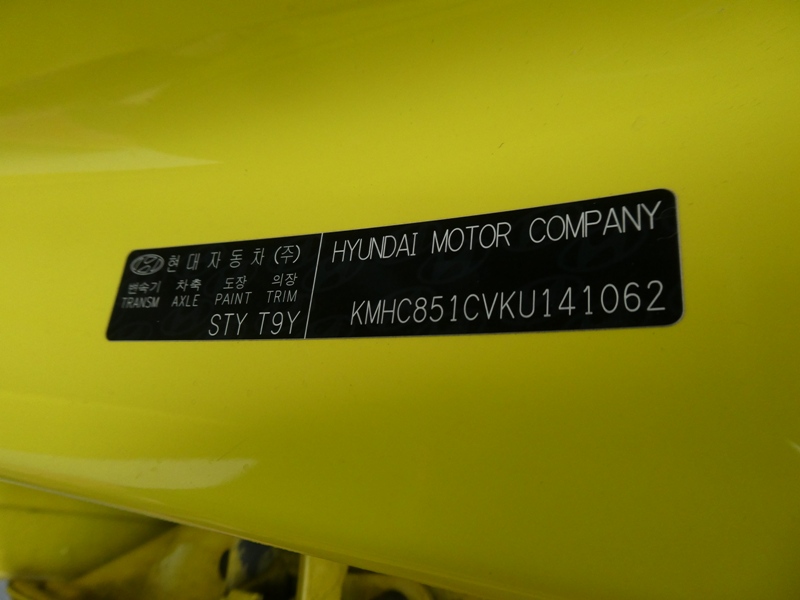 현대자동차(주)
변속기 차축 도장 의장
TRANSM AXLE PAINT TRIM
STY T9Y
HYUNDAI MOTOR COMPANY
KMHC851CVKU141062